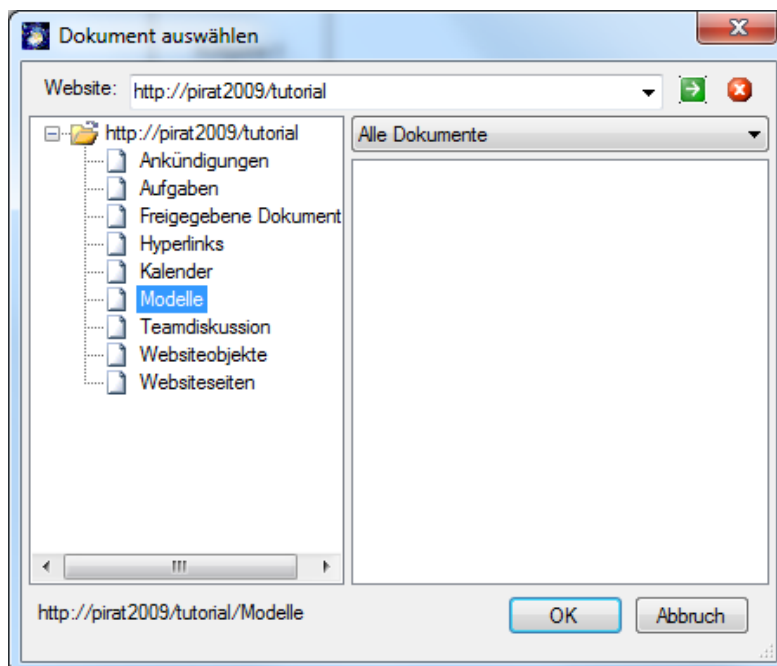 Dokument auswählen
Website: http://pirat2009/tutorial
http://pirat2009/tutorial
Ankündigungen
Aufgaben
Freigegebene Dokument
Hyperlinks
Kalender
Modelle
Teamdiskussion
Websiteobjekte
Websiteseiten
Alle Dokumente
http://pirat2009/tutorial/Modelle
OK
Abbruch